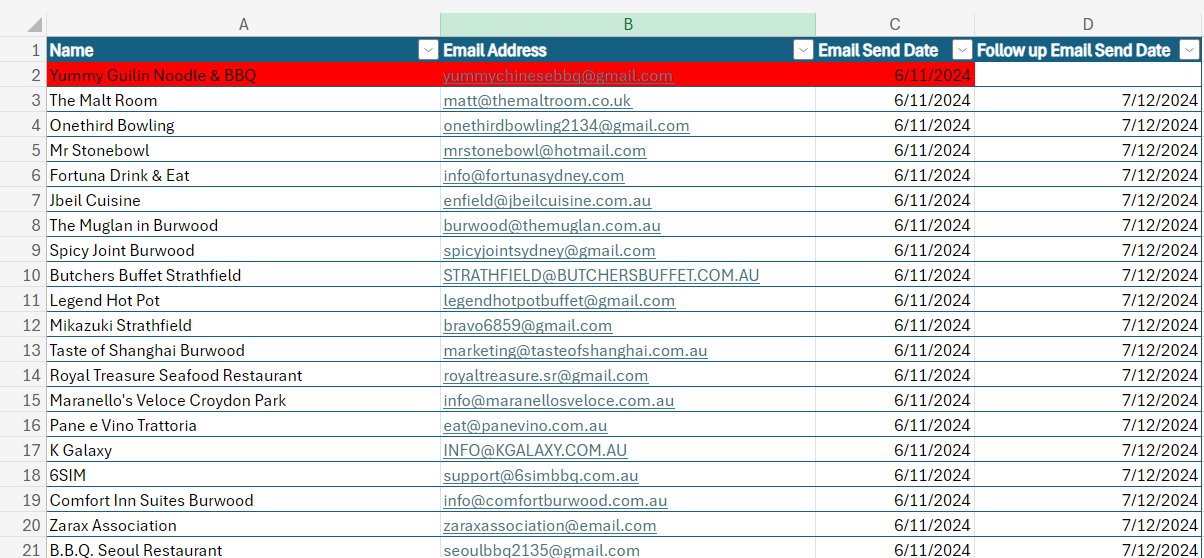 A B C D
1 Name Email Address Email Send Date Follow up Email Send Date
2 Yummy Guilin Noodle & BBQ yummychinesebbq@gmail.com 6/11/2024
3 The Malt Room matt@themaltroom.co.uk 6/11/2024 7/12/2024
4 Onethird Bowling onethirdbowling2134@gmail.com 6/11/2024 7/12/2024
5 Mr Stonebowl mrstonebowl@hotmail.com 6/11/2024 7/12/2024
6 Fortuna Drink & Eat info@fortunasydney.com 6/11/2024 7/12/2024
7 Jbeil Cuisine enfield@jbeilcuisine.com.au 6/11/2024 7/12/2024
8 The Muglan in Burwood burwood@themuglan.com.au 6/11/2024 7/12/2024
9 Spicy Joint Burwood spicyjointsydney@gmail.com 6/11/2024 7/12/2024
10 Butchers Buffet Strathfield STRATHFIELD@BUTCHERSBUFFET.COM.AU 6/11/2024 7/12/2024
11 Legend Hot Pot legendhotpotbuffet@gmail.com 6/11/2024 7/12/2024
12 Mikazuki Strathfield bravo6859@gmail.com 6/11/2024 7/12/2024
13 Taste of Shanghai Burwood marketing@tasteofshanghai.com.au 6/11/2024 7/12/2024
14 Royal Treasure Seafood Restaurant royaltreasure.sr@gmail.com 6/11/2024 7/12/2024
15 Maranello's Veloce Croydon Park info@maranellosveloce.com.au 6/11/2024 7/12/2024
16 Pane e Vino Trattoria eat@panevino.com.au 6/11/2024 7/12/2024
17 K Galaxy INFO@KGALAXY.COM.AU 6/11/2024 7/12/2024
18 6SIM support@6simbbq.com.au 6/11/2024 7/12/2024
19 Comfort Inn Suites Burwood info@comfortburwood.com.au 6/11/2024 7/12/2024
20 Zarax Association zaraxassociation@email.com 6/11/2024 7/12/2024
21 B.B.Q. Seoul Restaurant seoulbbq2135@gmail.com 6/11/2024 7/12/2024